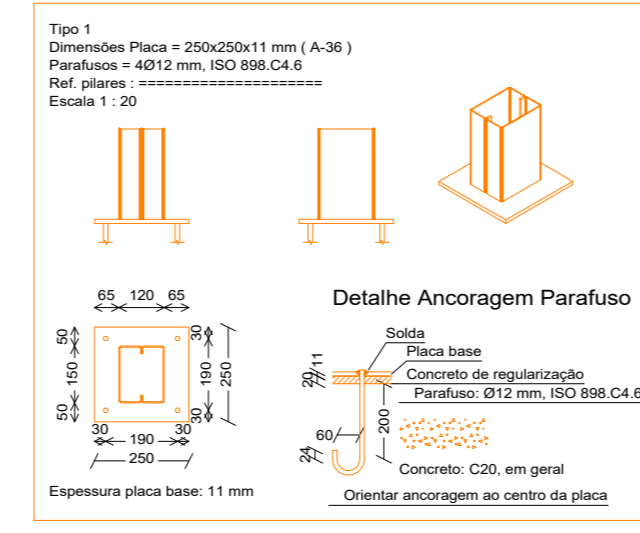 Tipo 1
Dimensões Placa = 250x250x11 mm ( A-36 )
Parafusos = 4Ø12 mm, ISO 898.C4.6
Ref. pilares : =====================
Escala 1 : 20
65 120 65
50
150
50
30
190
30
250
30 30
190
250
Espessura placa base: 11 mm
Detalhe Ancoragem Parafuso
Solda
Placa base
Concreto de regularização
Parafuso: Ø12 mm, ISO 898.C4.6
11
20
200
60
24
Concreto: C20, em geral
Orientar ancoragem ao centro da placa